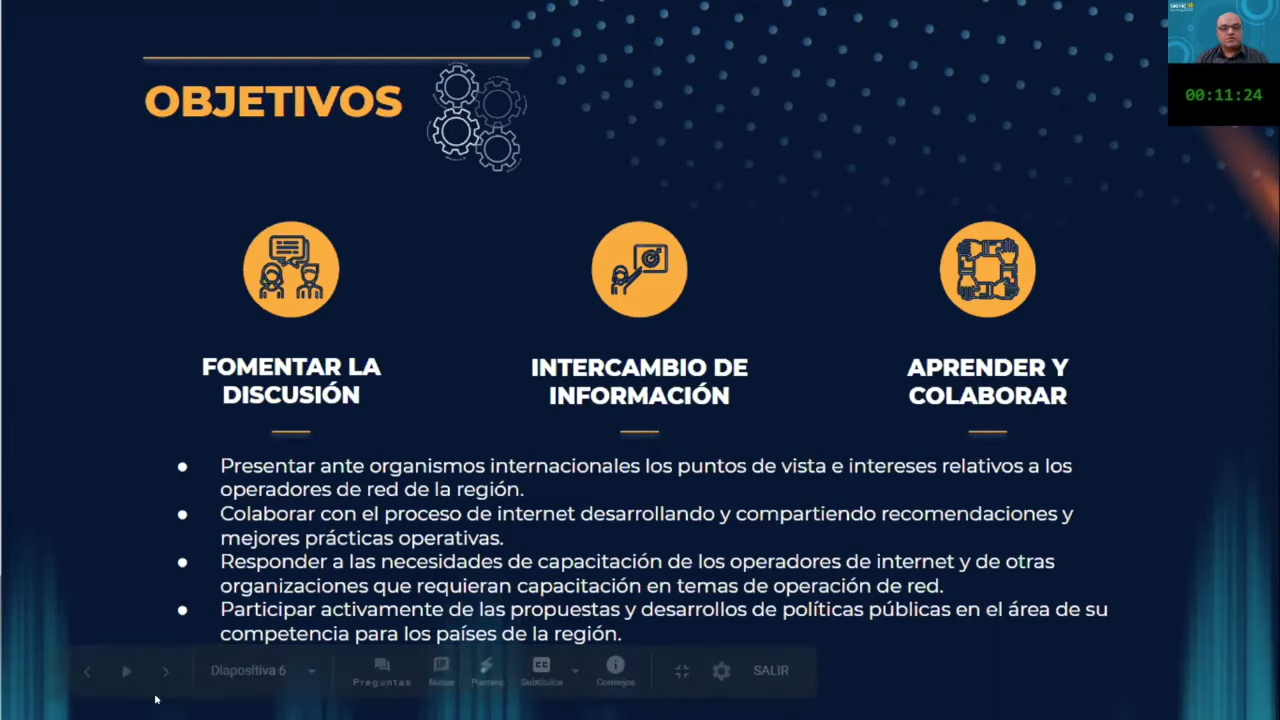 OBJETIVOS
00:11:24
FOMENTAR LA
DISCUSIÓN
INTERCAMBIO DE
INFORMACIÓN
APRENDER Y
COLABORAR
● Presentar ante organismos internacionales los puntos de vista e intereses relativos a los
operadores de red de la región.
● Colaborar con el proceso de internet desarrollando y compartiendo recomendaciones y
mejores prácticas operativas.
● Responder a las necesidades de capacitación de los operadores de internet y de otras
organizaciones que requieran capacitación en temas de operación de red.
● Participar activamente de las propuestas y desarrollos de políticas públicas en el área de su
competencia para los países de la región.
Diapositiva 6
Preguntas
Notas
Puntero
Subtítulos
Consejos
SALIR